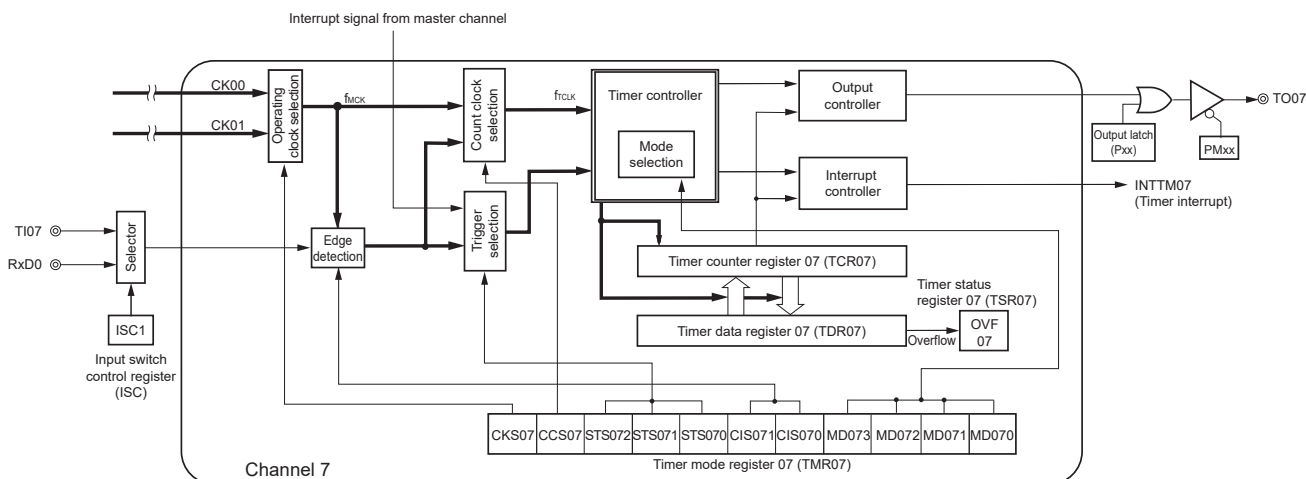 Interrupt signal from master channel
CK00
CK01
Operating
clock selection
fMCK
Count clock
selection
fTCLK
Timer controller
Mode
selection
Output
controller
Output latch
(Pxx)
PMxx
TO07
Interrupt
controller
INTTM07
(Timer interrupt)
TI07
RxD0
Selector
Edge
detection
Trigger
selection
ISC1
Input switch
control register
(ISC)
Timer counter register 07 (TCR07)
Timer status
register 07 (TSR07)
Timer data register 07 (TDR07)
Overflow
OVF
07
CKS07 CCS07 STS072 STS071 STS070 CIS071 CIS070 MD073 MD072 MD071 MD070
Timer mode register 07 (TMR07)
Channel 7